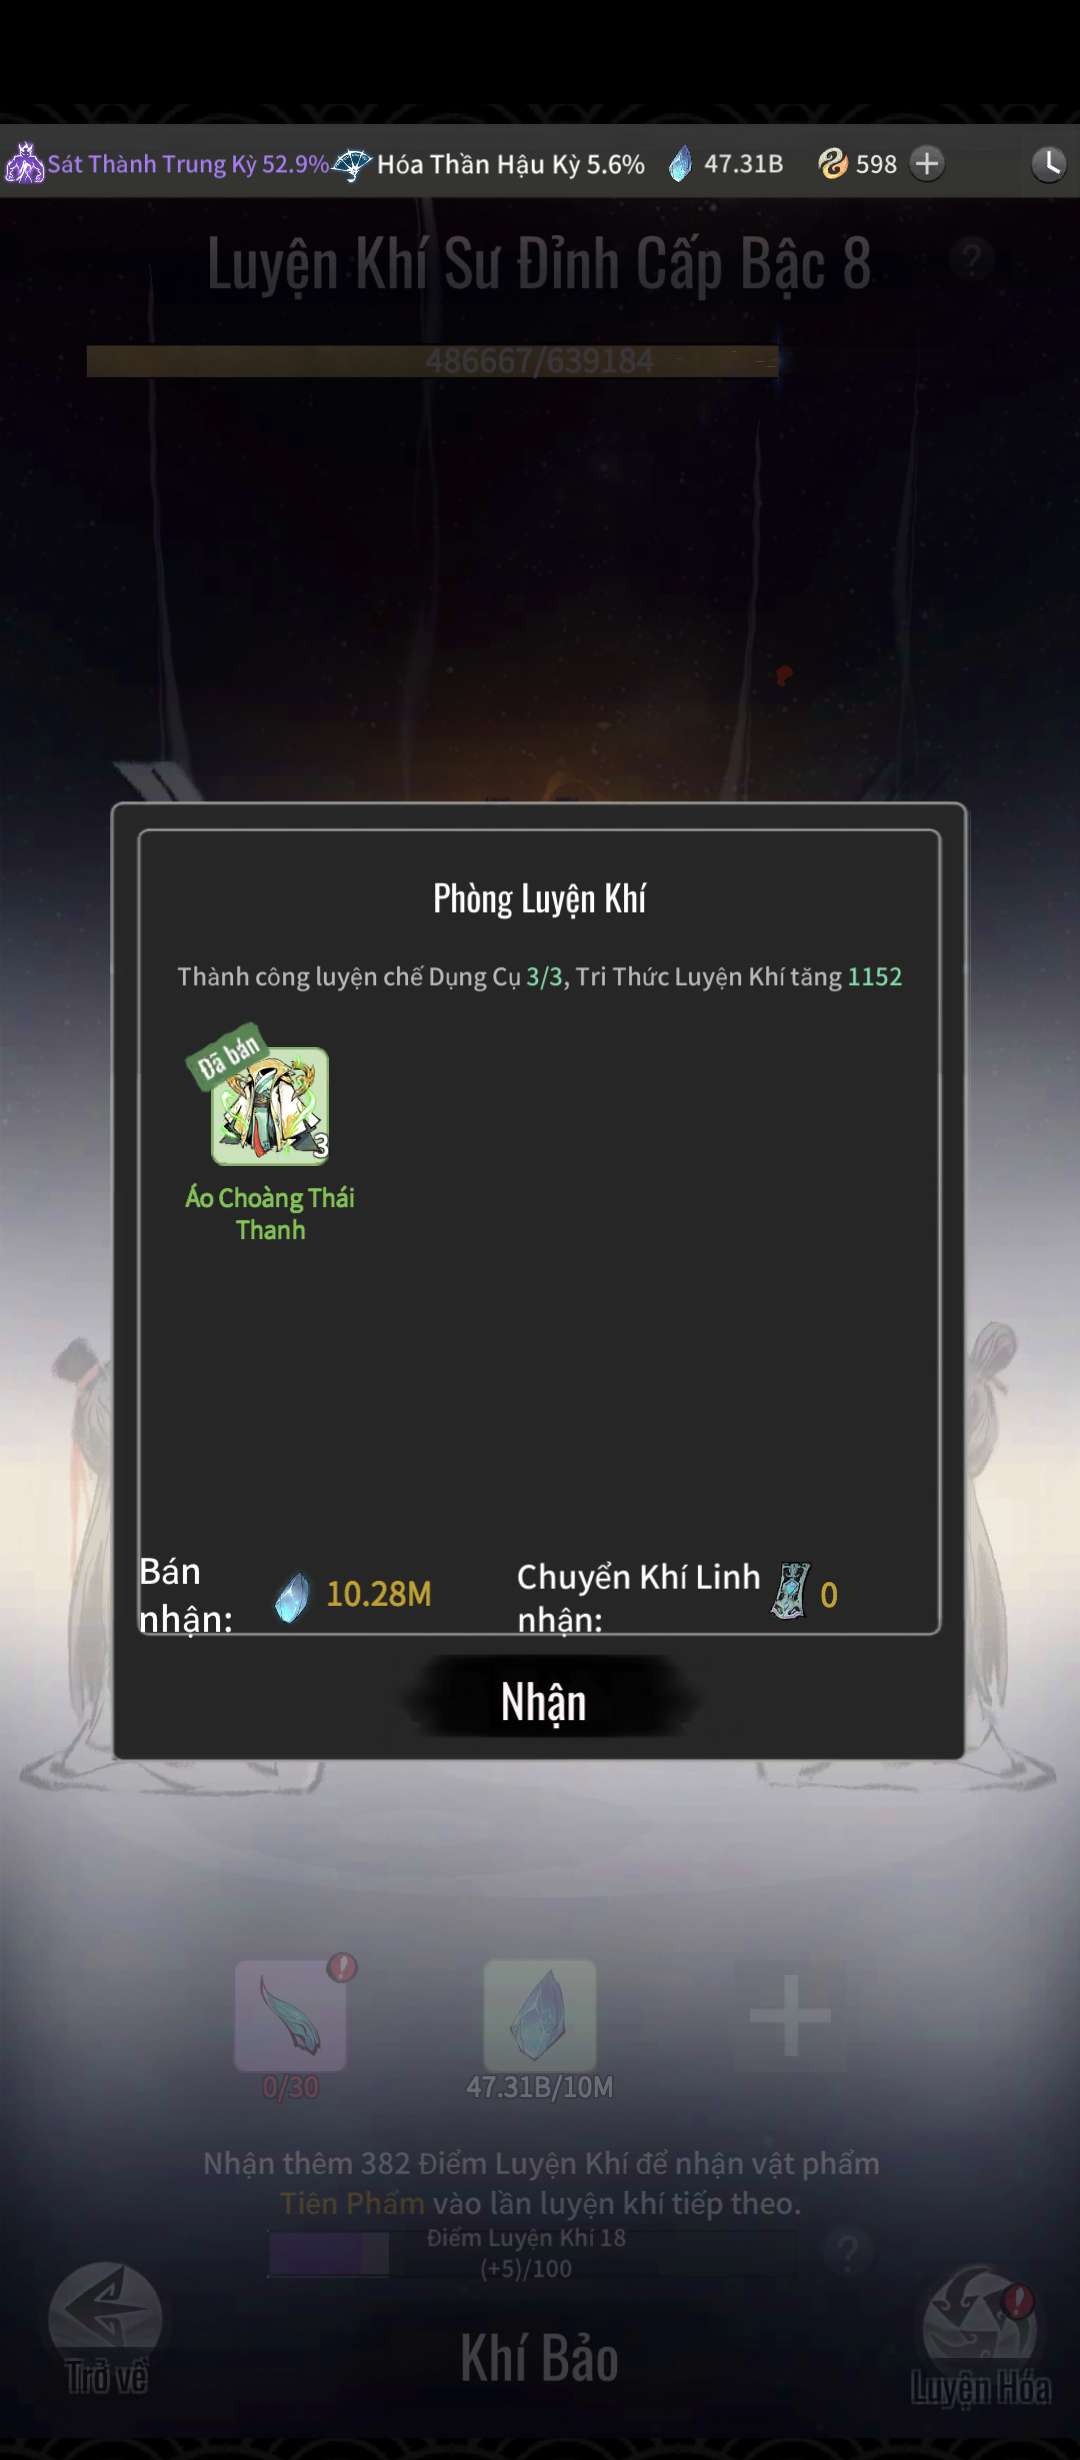 Sát Thành Trung Kỳ 52.9% Hóa Thần Hậu Kỳ 5.6% 47.31B 598
Luyện Khí Sư Đỉnh Cấp Bậc 8 ?
486667/639184
Phòng Luyện Khí
Thành công luyện chế Dụng Cụ 3/3, Tri Thức Luyện Khí tăng 1152
Đã bán
3
Áo Choàng Thái
Thanh
Bán
nhận: 10.28M
Chuyển Khí Linh
nhận: 0
Nhận
0/30 47.31B/10M
Nhận thêm 382 Điểm Luyện Khí để nhận vật phẩm
Tiên Phẩm vào lần luyện khí tiếp theo.
Điểm Luyện Khí 18
(+5)/100 ?
Trở về Khí Bảo Luyện Hóa